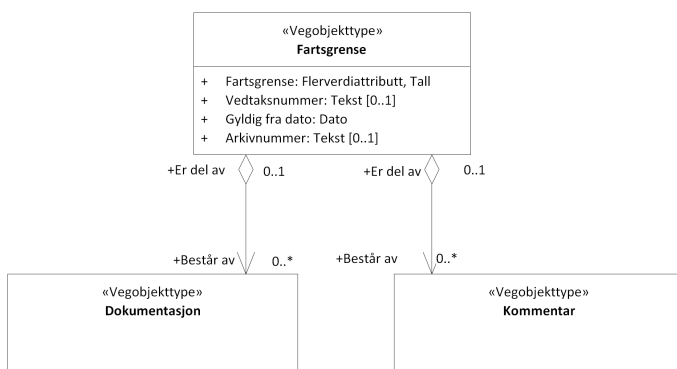 «Vegobjekttype»
Fartsgrense
+ Fartsgrense: Flerverdiattributt, Tall
+ Vedtaksnummer: Tekst [0..1]
+ Gyldig fra dato: Dato
+ Arkivnummer: Tekst [0..1]
+Er del av 0..1 +Er del av 0..1
+Består av 0..* +Består av 0..*
«Vegobjekttype» «Vegobjekttype»
Dokumentasjon Kommentar